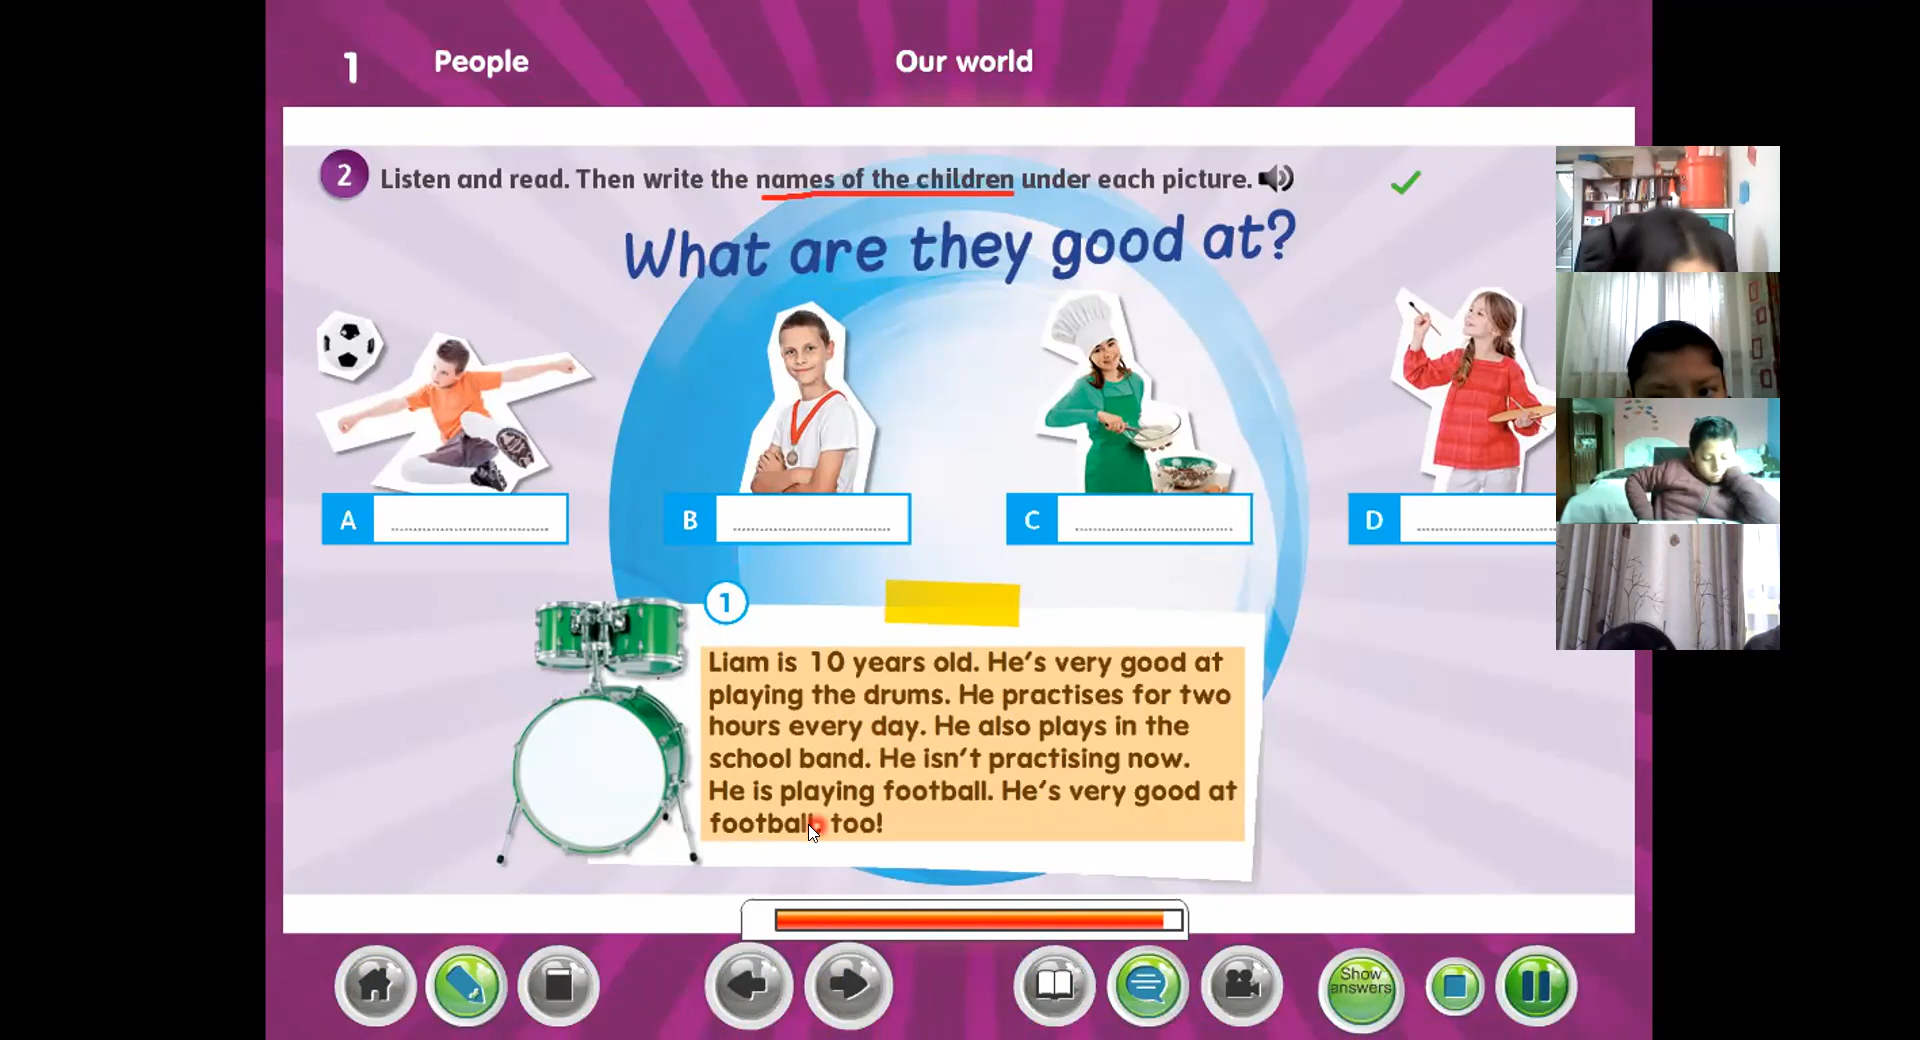 1 People Our world
2 Listen and read. Then write the names of the children under each picture.
What are they good at?
A B C D
1
Liam is 10 years old. He's very good at
playing the drums. He practises for two
hours every day. He also plays in the
school band. He isn't practising now.
He is playing football. He's very good at
football, too!
Show
answers